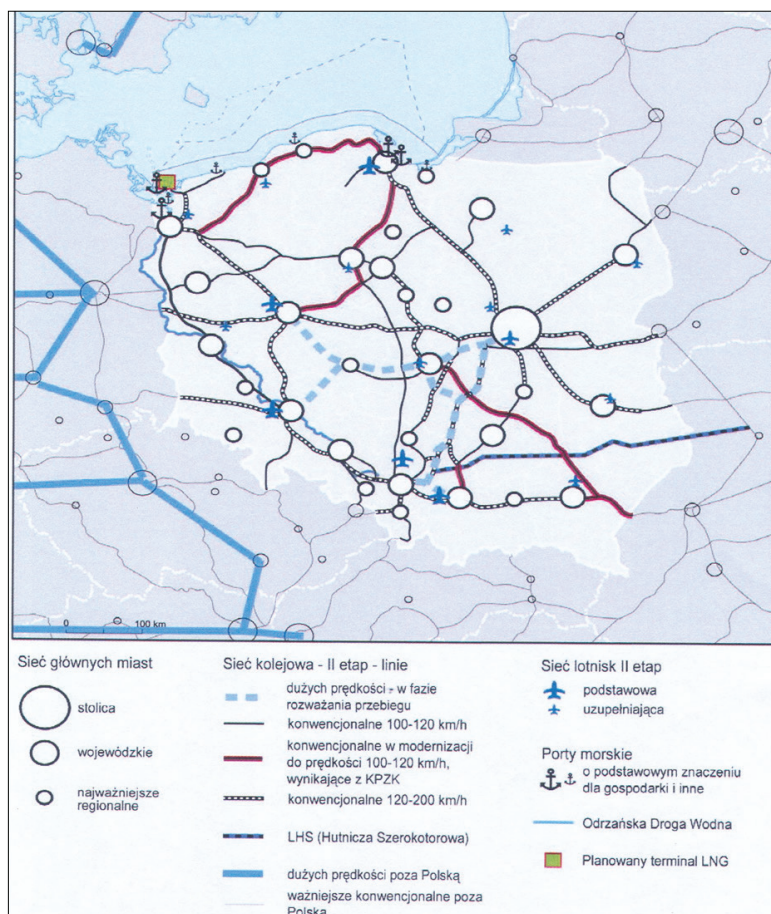 0 100 km
Sieć głównych miast
stolica
wojewódzkie
najważniejsze
regionalne
Sieć kolejowa - II etap - linie
dużych prędkości - w fazie
rozważania przebiegu
konwencjonalne 100-120 km/h
konwencjonalne w modernizacji
do prędkości 100-120 km/h,
wynikające z KPZK
konwencjonalne 120-200 km/h
LHS (Hutnicza Szerokotorowa)
dużych prędkości poza Polską
ważniejsze konwencjonalne poza
Polską
Sieć lotnisk II etap
podstawowa
uzupełniająca
Porty morskie
o podstawowym znaczeniu
dla gospodarki i inne
Odrzańska Droga Wodna
Planowany terminal LNG